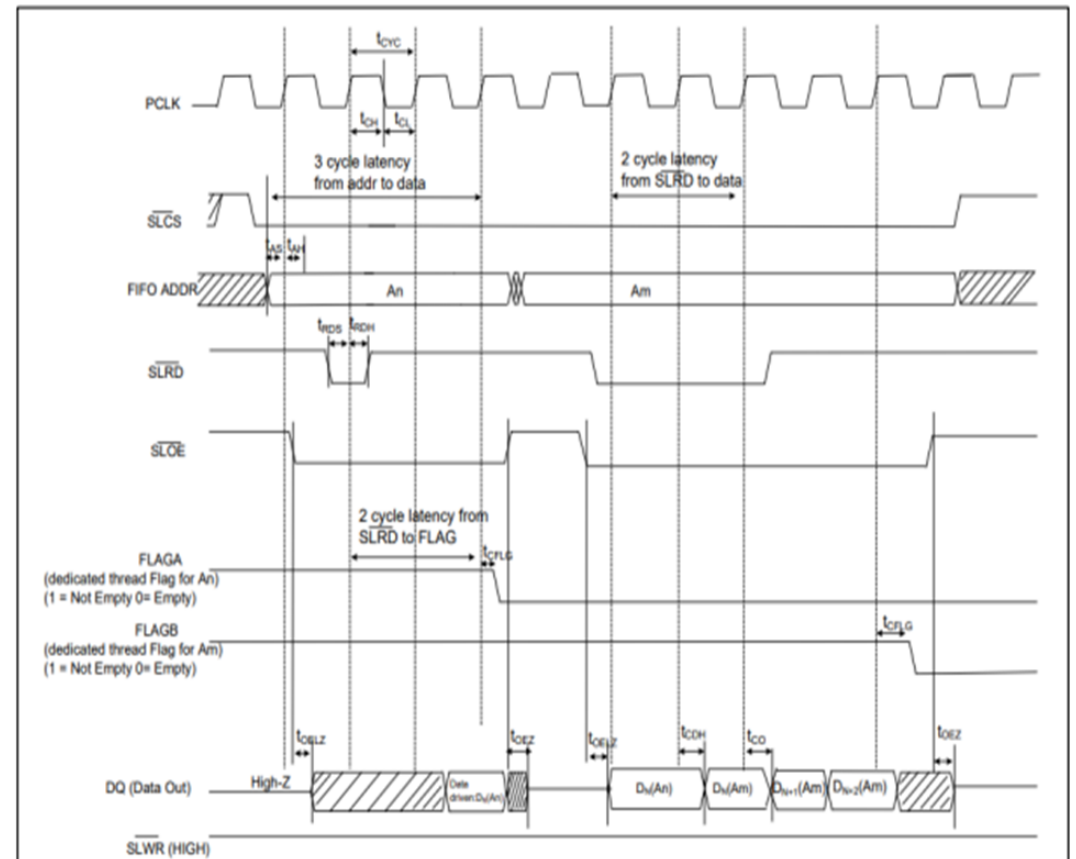 tCYC
PCLK
tCH
tCL
3 cycle latency
from addr to data
2 cycle latency
from SLRD to data
SLCS
tAS
tAH
FIFO ADDR
An
Am
tRDS
tRDH
SLRD
SLOE
2 cycle latency from
SLRD to FLAG
tCFLG
FLAGA
(dedicated thread Flag for An)
(1 = Not Empty 0= Empty)
FLAGB
(dedicated thread Flag for Am)
(1 = Not Empty 0= Empty)
tCFLG
tOELZ
tOEZ
tOELZ
tCDH
tCO
tOEZ
DQ (Data Out)
High-Z
Data
driven:DN(An)
DN(An)
DN(Am)
DN+1(Am)
DN+2(Am)
SLWR (HIGH)